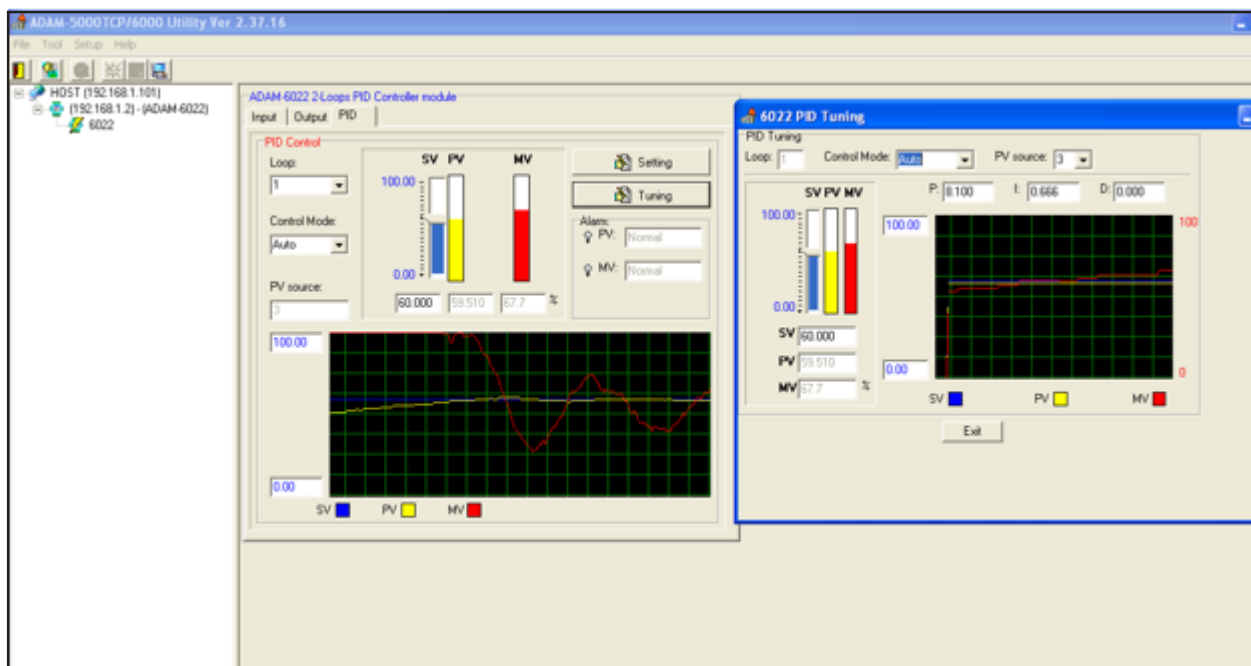 ADAM-5000TCP/6000 Utility Ver 2.37.16
File Tool Setup Help
HOST (192.168.1.101)
(192.168.1.2) - (ADAM-6022)
6022
ADAM-6022 2-Loops PID Controller module
Input Output PID
PID Control
Loop:
1
Control Mode:
Auto
PV source:
3
SV PV MV
100.00
0.00
60.000 59.510 67.7 %
Setting
Tuning
Alarm:
PV: Normal
MV: Normal
100.00
0.00
SV PV MV
6022 PID Tuning
PID Tuning
Loop: 1 Control Mode: Auto PV source: 3
SV PV MV
100.00
0.00
SV 60.000
PV 59.510
MV 67.7 %
P: 8.100 I: 0.666 D: 0.000
100.00 100
0.00 0
SV PV MV
Exit